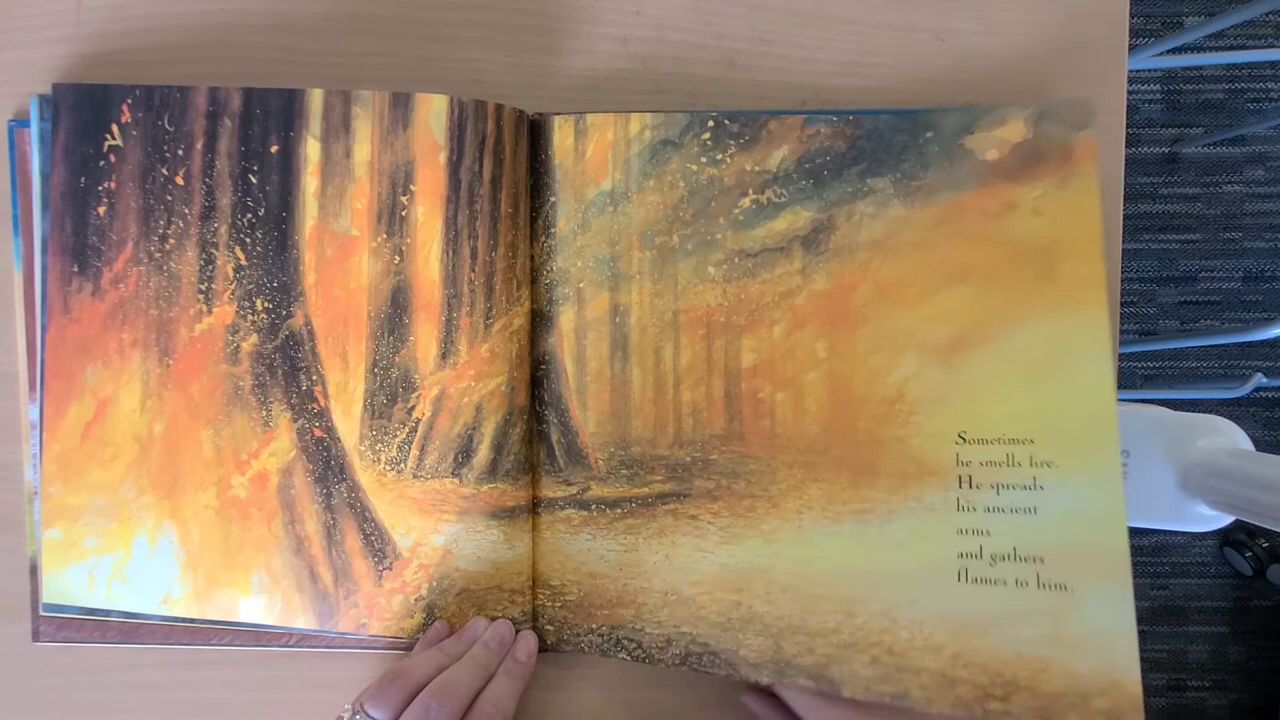 Sometimes
he smells fire.
He spreads
his ancient
arms
and gathers
flames to him.